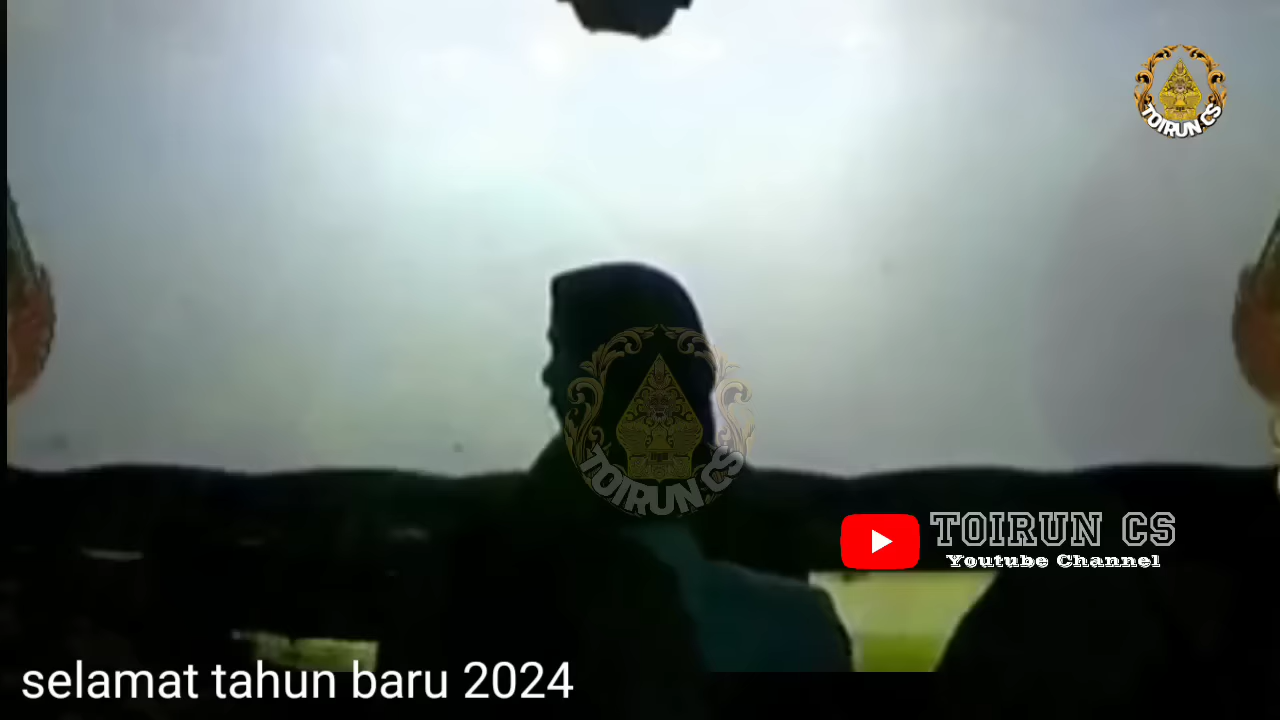 TOIRUN CS
TOIRUN.CS
TOIRUN CS
Youtube Channel
selamat tahun baru 2024